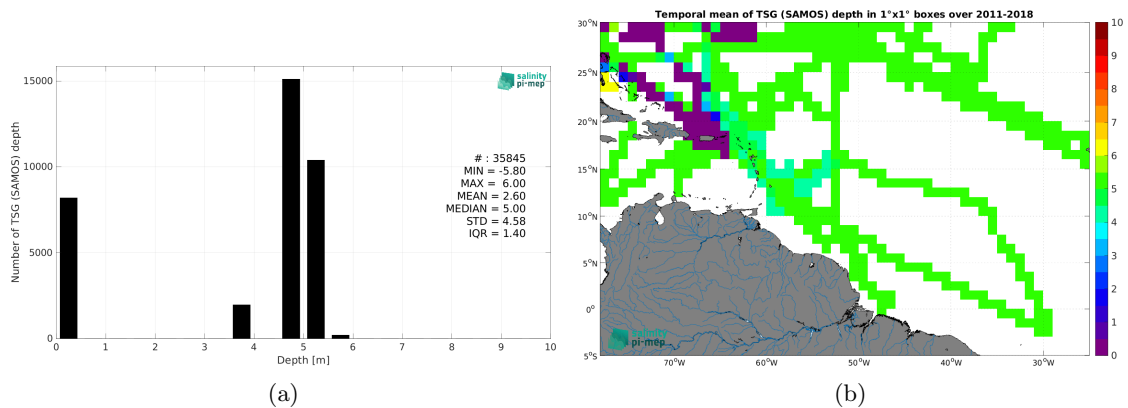 15000
10000
5000
0
Number of TSG (SAMOS) depth
0 1 2 3 4 5 6 7 8 9 10
Depth [m]
salinity
pi-mep
# : 35845
MIN = -5.80
MAX = 6.00
MEAN = 2.60
MEDIAN = 5.00
STD = 4.58
IQR = 1.40
(a)
Temporal mean of TSG (SAMOS) depth in 1°x1° boxes over 2011-2018
30°N
25°N
20°N
15°N
10°N
5°N
0°
5°S
70°W 60°W 50°W 40°W 30°W
salinity
pi-mep
10
9
8
7
6
5
4
3
2
1
0
(b)